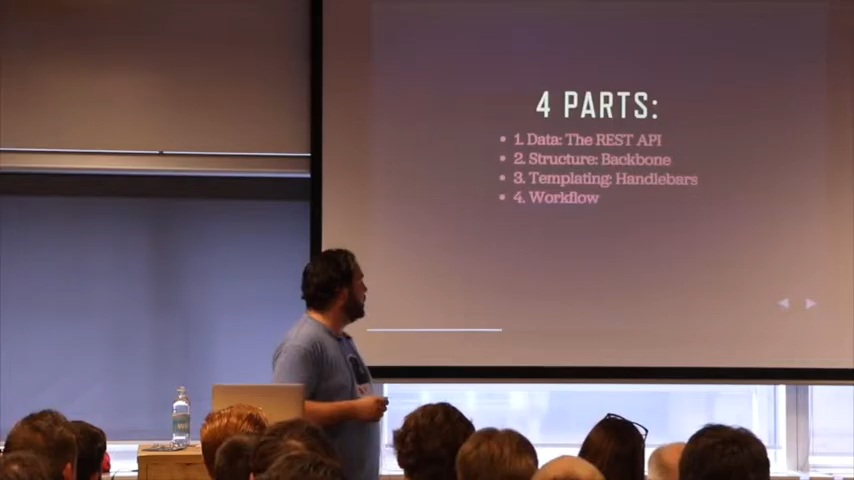 4 PARTS:
• 1. Data: The REST API
• 2. Structure: Backbone
• 3. Templating: Handlebars
• 4. Workflow